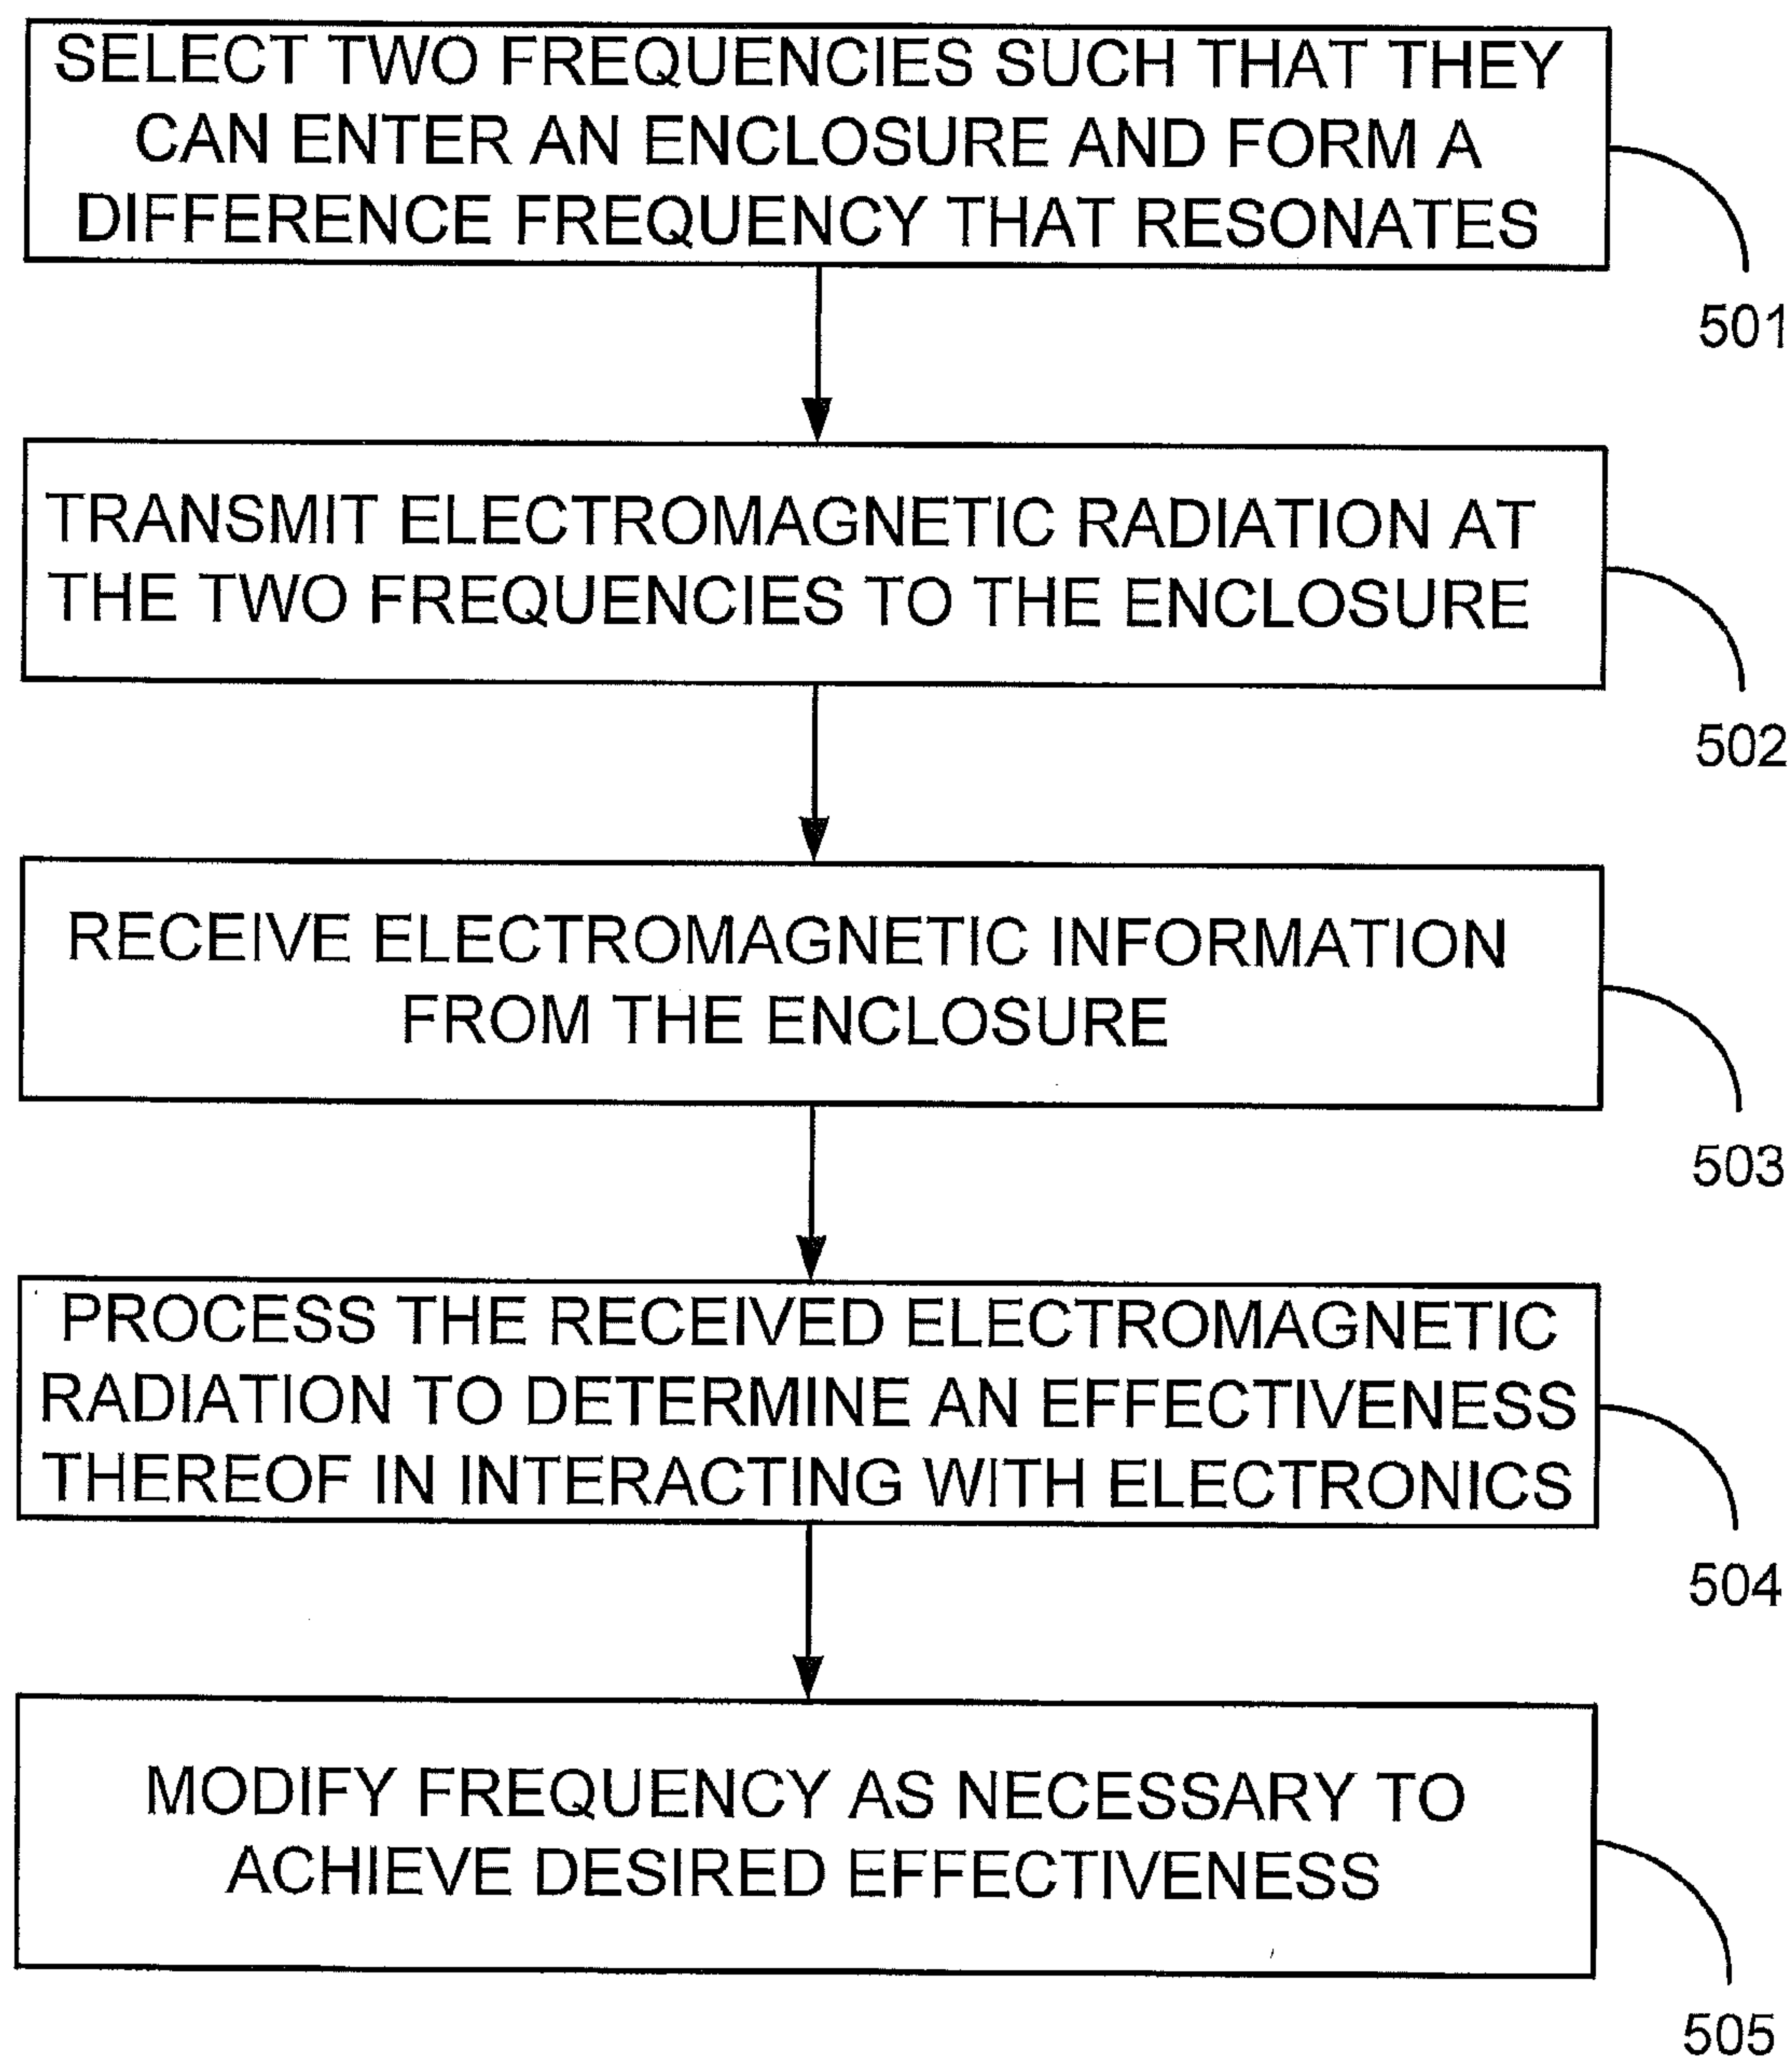 SELECT TWO FREQUENCIES SUCH THAT THEY
CAN ENTER AN ENCLOSURE AND FORM A
DIFFERENCE FREQUENCY THAT RESONATES
501
TRANSMIT ELECTROMAGNETIC RADIATION AT
THE TWO FREQUENCIES TO THE ENCLOSURE
502
RECEIVE ELECTROMAGNETIC INFORMATION
FROM THE ENCLOSURE
503
PROCESS THE RECEIVED ELECTROMAGNETIC
RADIATION TO DETERMINE AN EFFECTIVENESS
THEREOF IN INTERACTING WITH ELECTRONICS
504
MODIFY FREQUENCY AS NECESSARY TO
ACHIEVE DESIRED EFFECTIVENESS
505